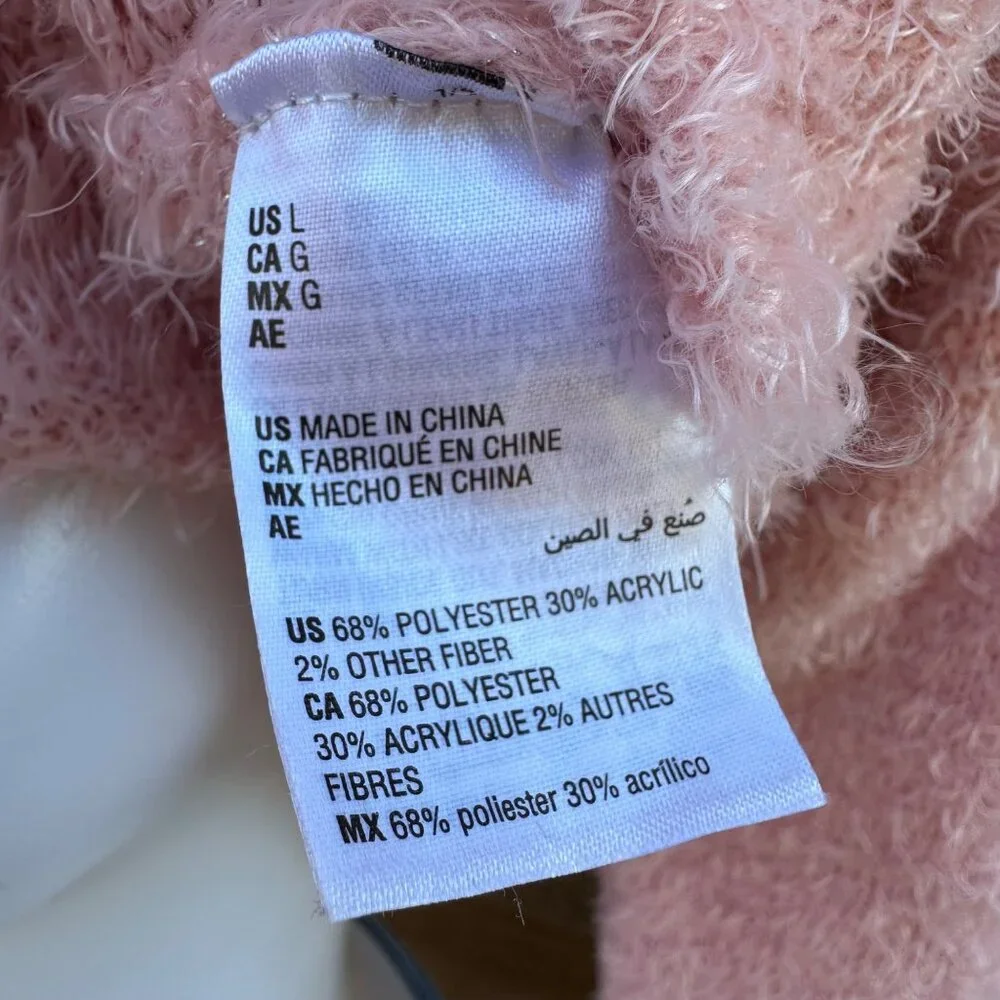 US L
CA G
MX G
AE
US MADE IN CHINA
CA FABRIQUÉ EN CHINE
MX HECHO EN CHINA
AE
صُنع في الصين
US 68% POLYESTER 30% ACRYLIC
2% OTHER FIBER
CA 68% POLYESTER
30% ACRYLIQUE 2% AUTRES
FIBRES
MX 68% poliester 30% acrílico